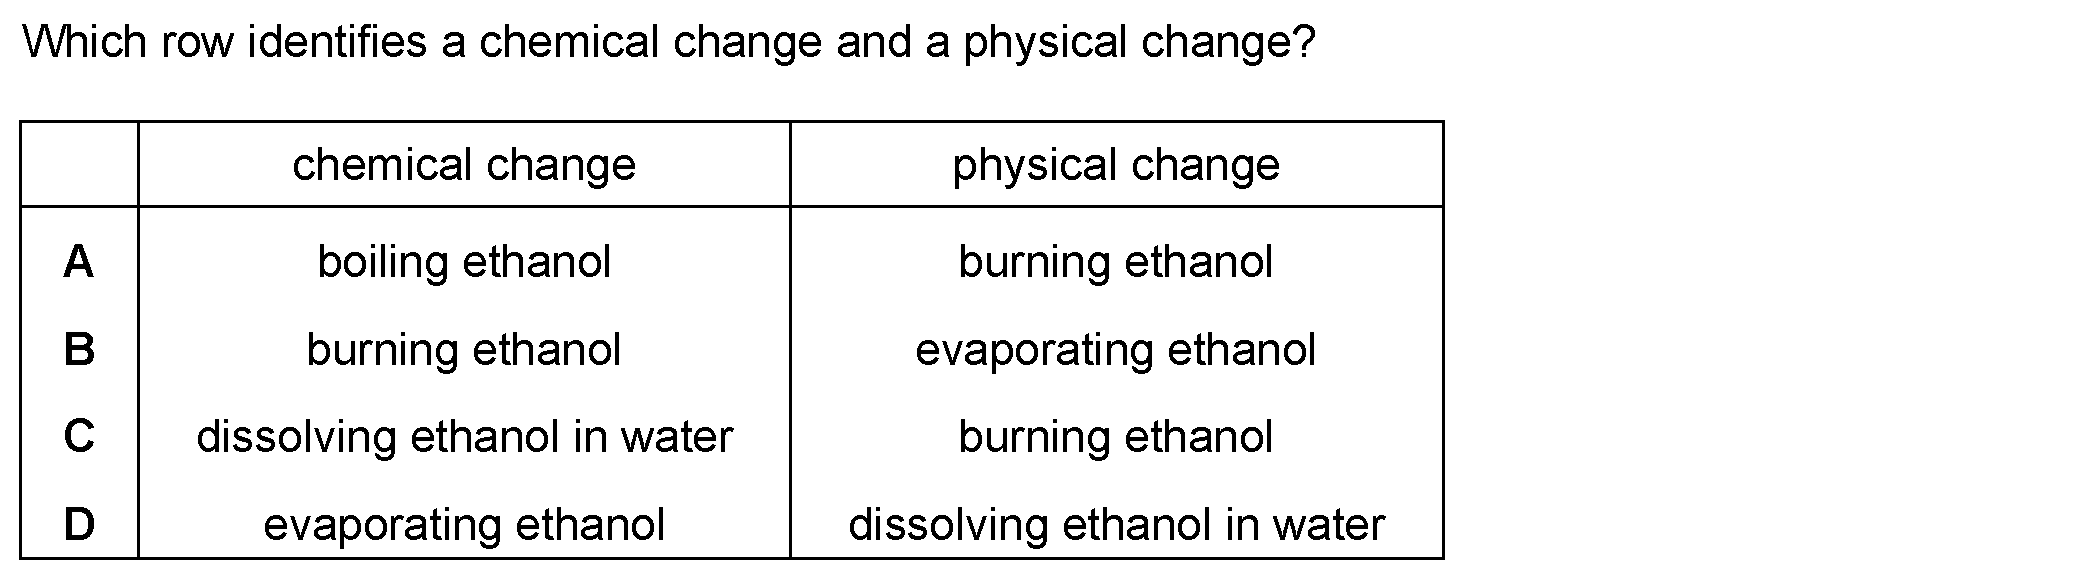 Which row identifies a chemical change and a physical change?
chemical change physical change
A boiling ethanol burning ethanol
B burning ethanol evaporating ethanol
C dissolving ethanol in water burning ethanol
D evaporating ethanol dissolving ethanol in water